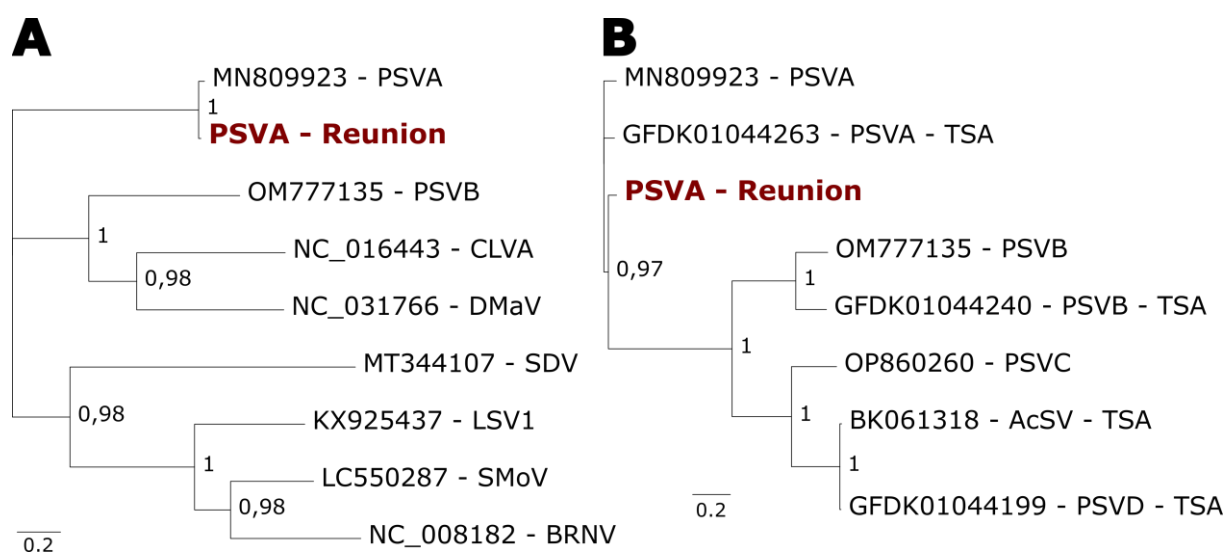 A
MN809923 - PSVA
1
PSVA - Reunion
OM777135 - PSVB
1
NC_016443 - CLVA
0,98
NC_031766 - DMaV
MT344107 - SDV
0,98
KX925437 - LSV1
1
LC550287 - SMoV
0,98
NC_008182 - BRNV
0.2
B
MN809923 - PSVA
GFDK01044263 - PSVA - TSA
PSVA - Reunion
0,97
OM777135 - PSVB
1
GFDK01044240 - PSVB - TSA
1
OP860260 - PSVC
1
BK061318 - AcSV - TSA
1
GFDK01044199 - PSVD - TSA
0.2